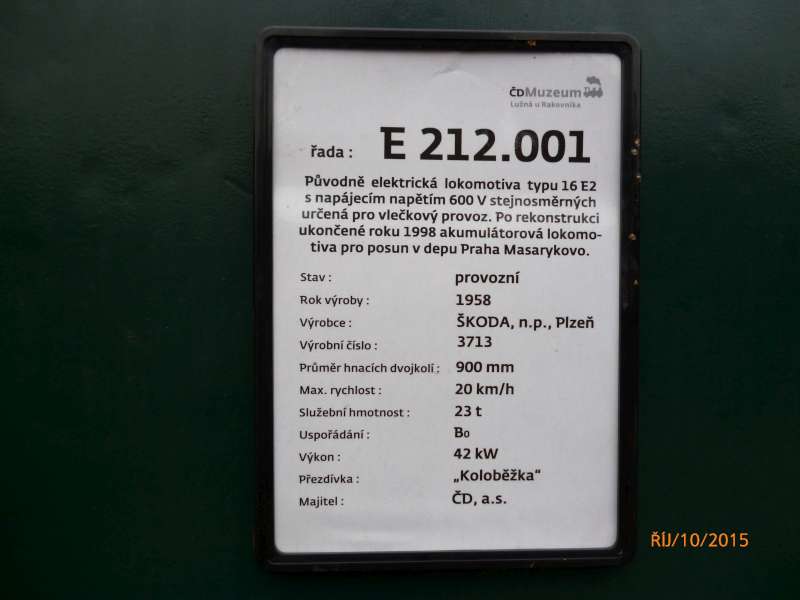 ČDMuzeum
Lužná u Rakovníka
řada : E 212.001
Původně elektrická lokomotiva typu 16 E2
s napájecím napětím 600 V stejnosměrných
určená pro vlečkový provoz. Po rekonstrukci
ukončené roku 1998 akumulátorová lokomo-
tiva pro posun v depu Praha Masarykovo.
Stav : provozní
Rok výroby : 1958
Výrobce : ŠKODA, n.p., Plzeň
Výrobní číslo : 3713
Průměr hnacích dvojkolí : 900 mm
Max. rychlost : 20 km/h
Služební hmotnost : 23 t
Uspořádání : B₀
Výkon : 42 kW
Přezdívka : „Koloběžka“
Majitel : ČD, a.s.
ŘÍJ/10/2015